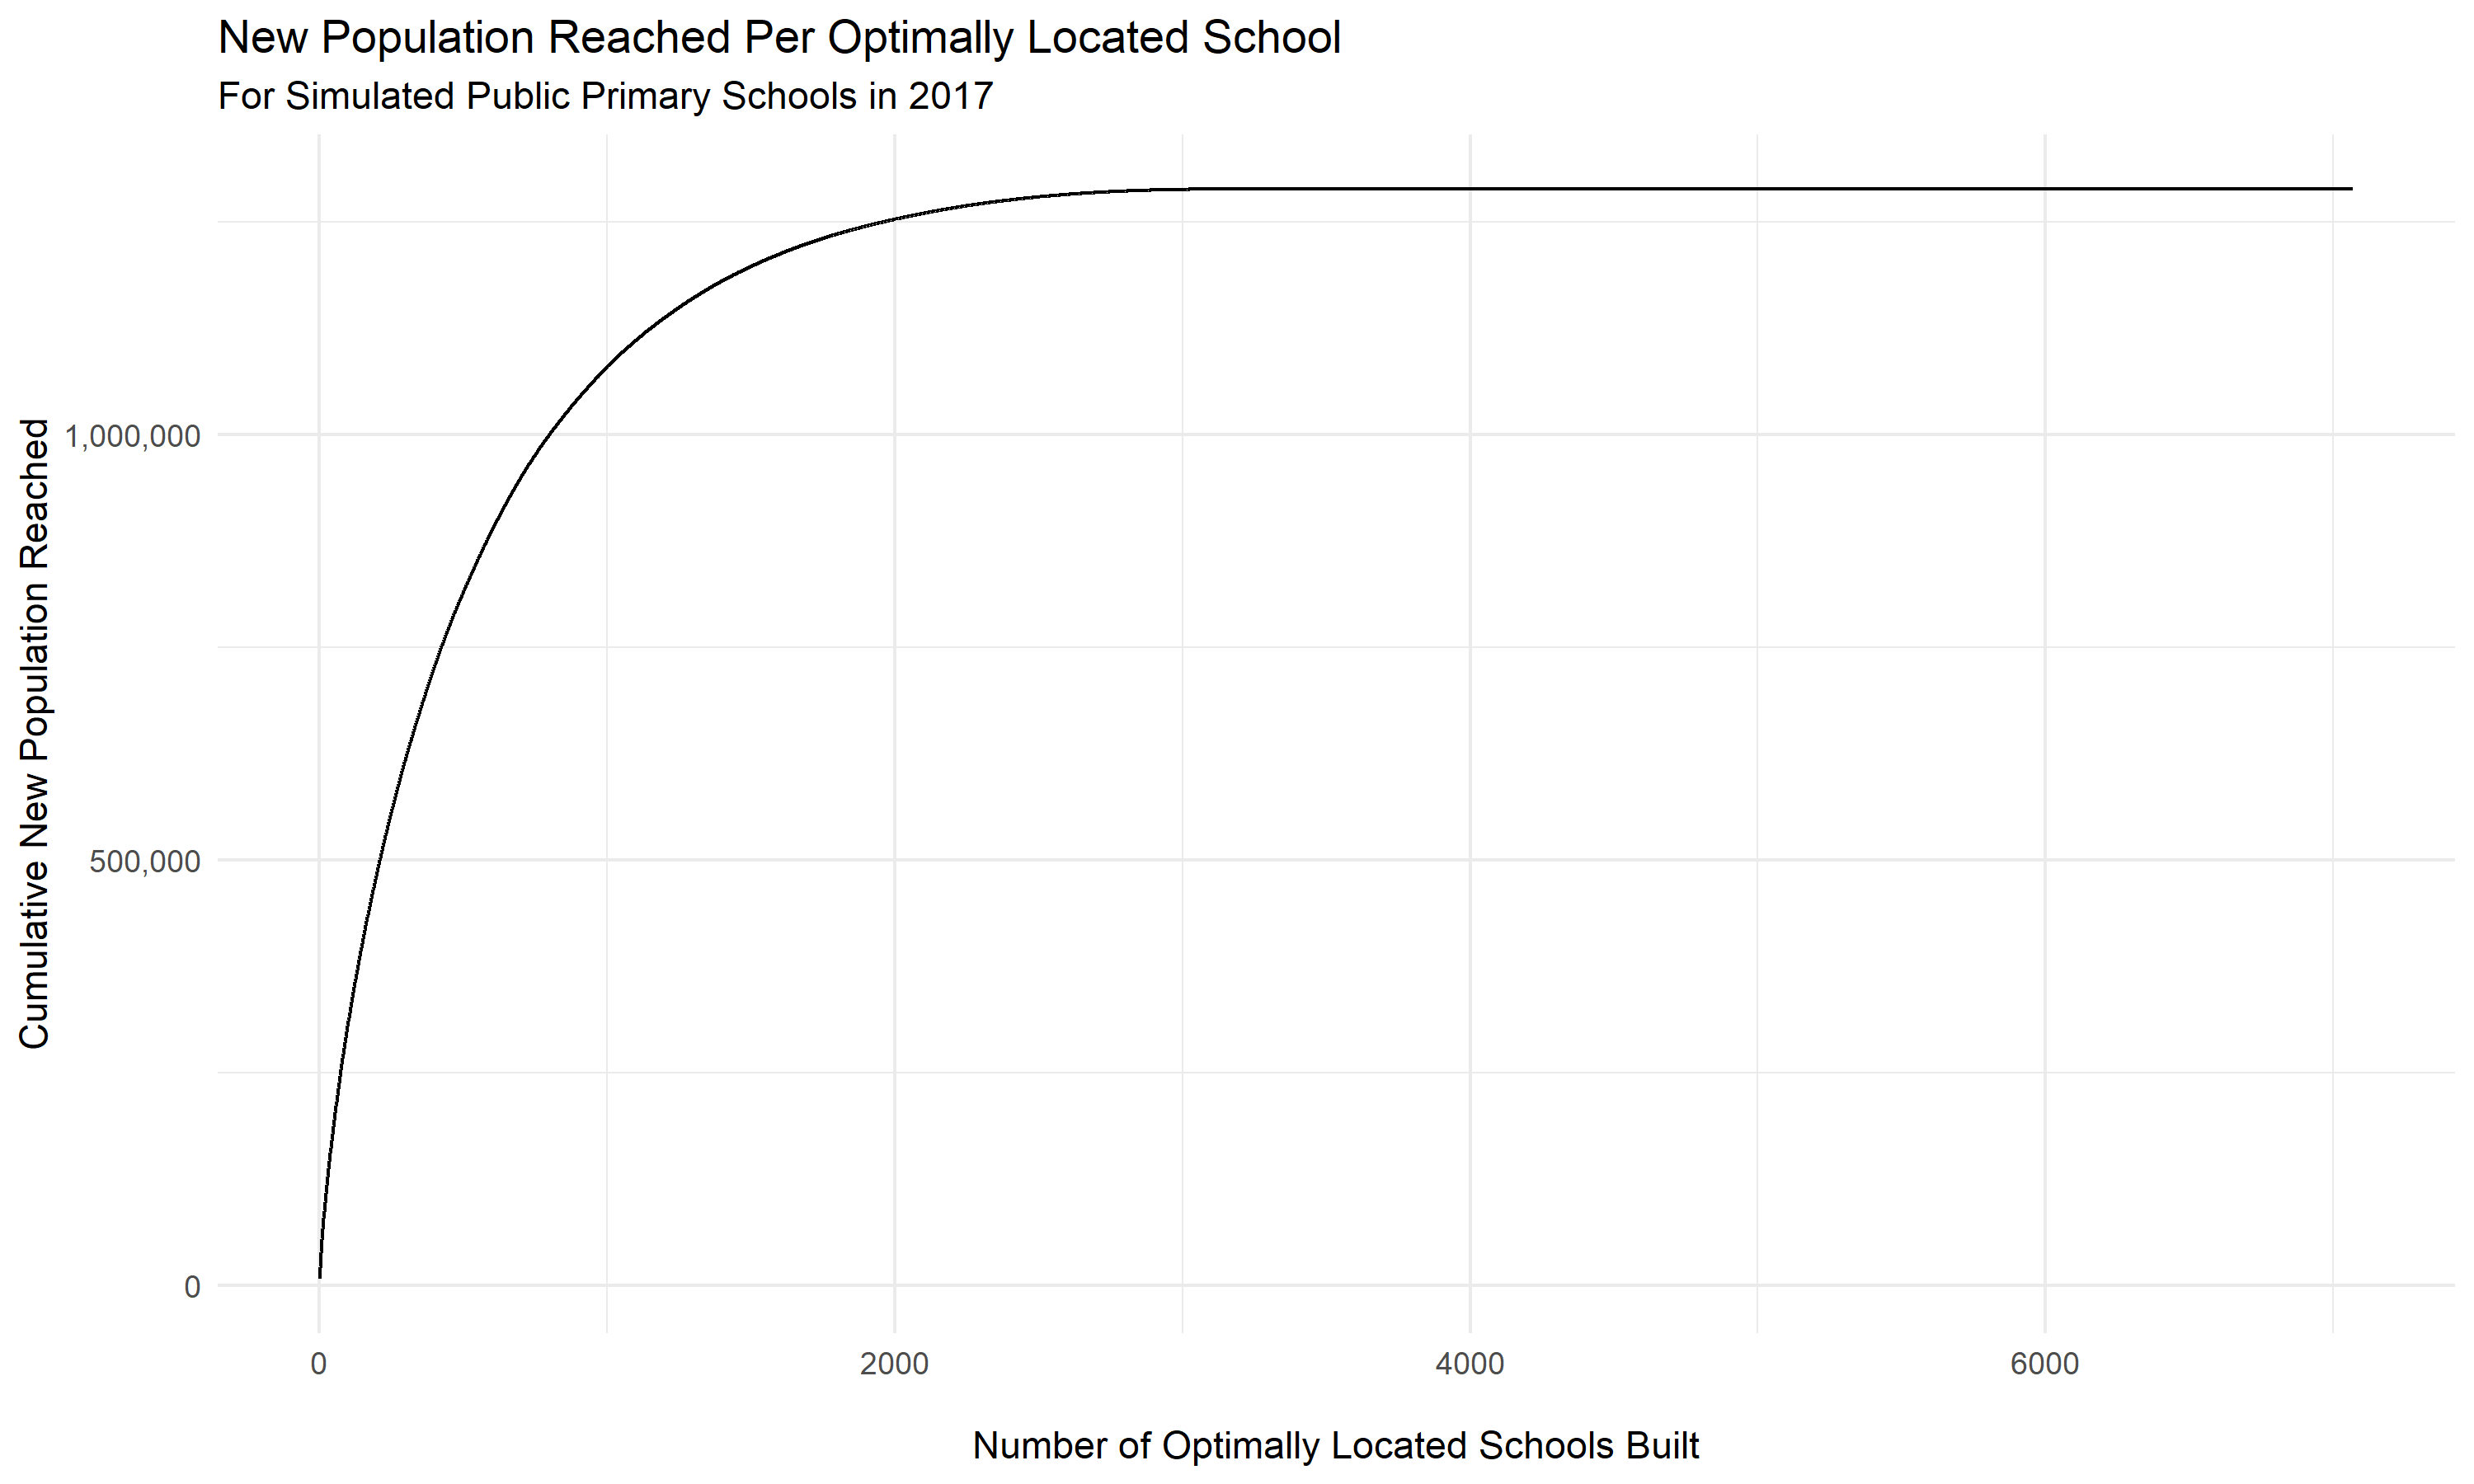 New Population Reached Per Optimally Located School
For Simulated Public Primary Schools in 2017
Cumulative New Population Reached
1,000,000
500,000
0
0
2000
4000
6000
Number of Optimally Located Schools Built